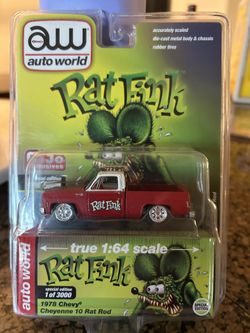 aw
auto world
accurately scaled
die-cast metal body & chassis
rubber tires
Rat Fink
Rat Fink
true 1:64 scale
Rat Fink
auto world
special edition
1 of 3000
1978 Chevy
Cheyenne 10 Rat Rod